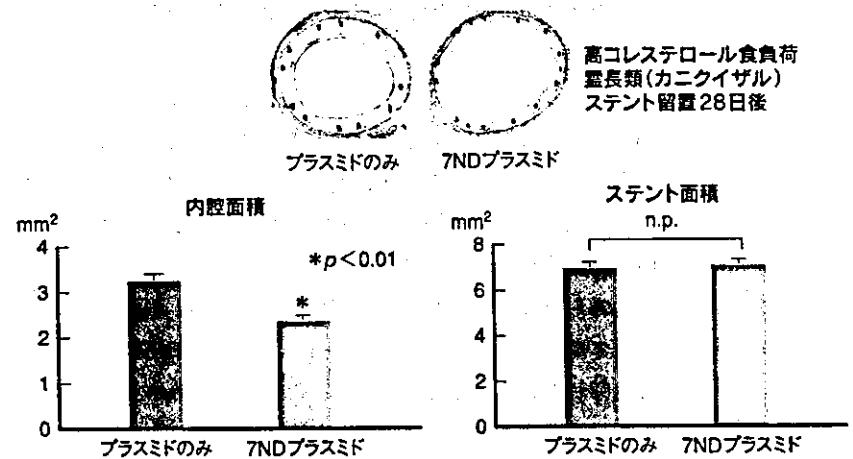 高コレステロール食負荷
霊長類(カニクイザル)
ステント留置28日後
プラスミドのみ
7NDプラスミド
内腔面積
mm²
4
3
2
1
0
*p<0.01
*
プラスミドのみ
7NDプラスミド
ステント面積
mm²
n.p.
8
6
4
2
0
プラスミドのみ
7NDプラスミド